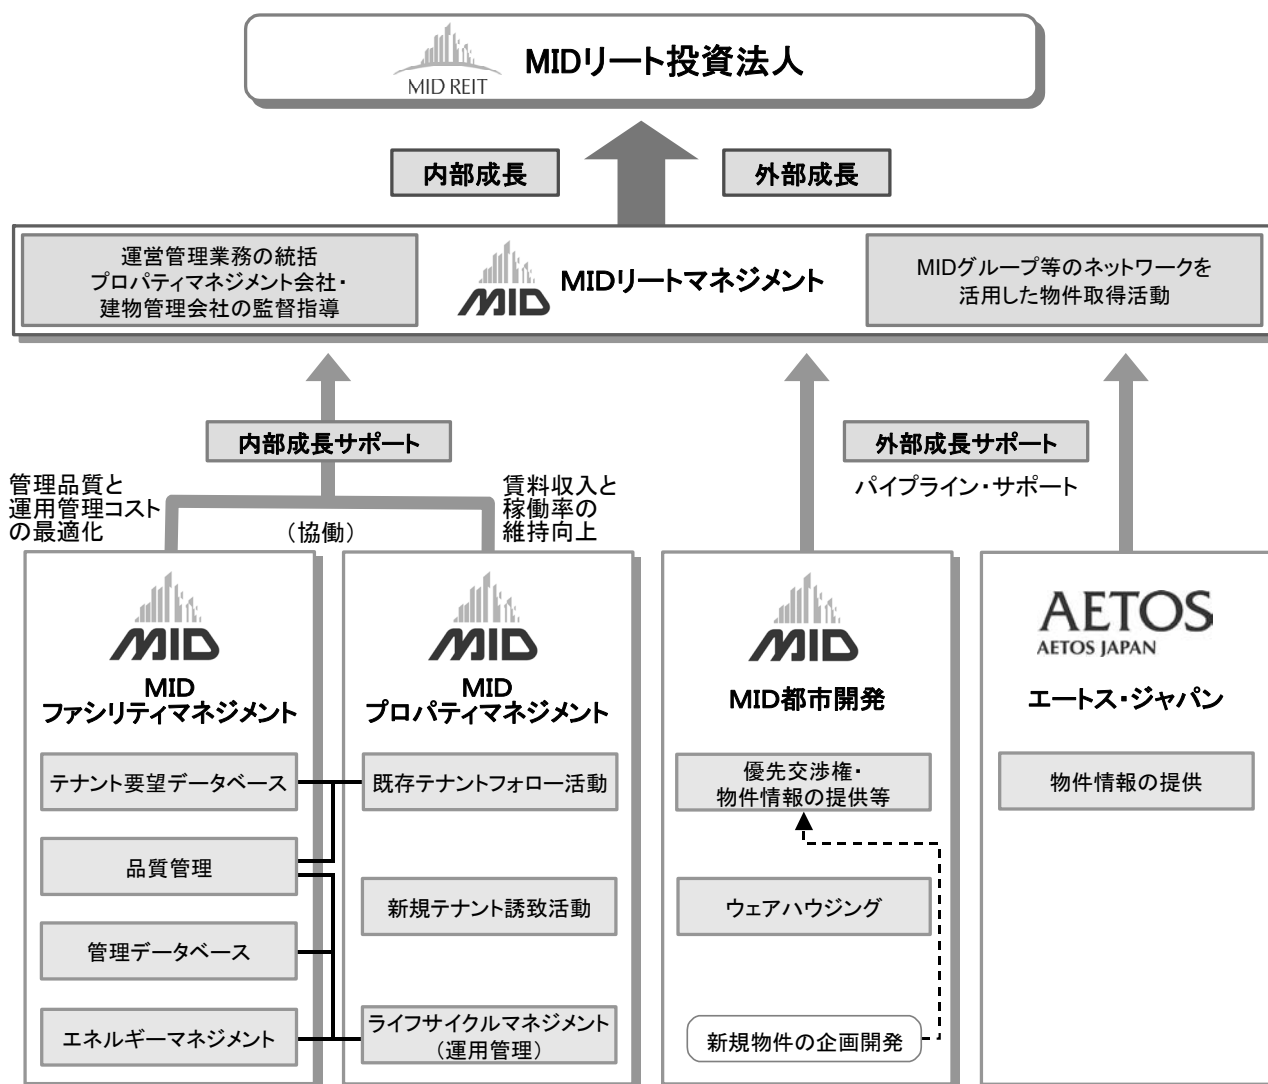 MID REIT
MIDリート投資法人
内部成長
外部成長
運営管理業務の統括
プロパティマネジメント会社・
建物管理会社の監督指導
MID
MIDリートマネジメント
MIDグループ等のネットワークを
活用した物件取得活動
内部成長サポート
外部成長サポート
パイプライン・サポート
管理品質と
運用管理コスト
の最適化
（協働）
賃料収入と
稼働率の
維持向上
MID
MID
ファシリティマネジメント
テナント要望データベース
品質管理
管理データベース
エネルギーマネジメント
MID
MID
プロパティマネジメント
既存テナントフォロー活動
新規テナント誘致活動
ライフサイクルマネジメント
（運用管理）
MID
MID都市開発
優先交渉権・
物件情報の提供等
ウェアハウジング
新規物件の企画開発
AETOS
AETOS JAPAN
エートス・ジャパン
物件情報の提供